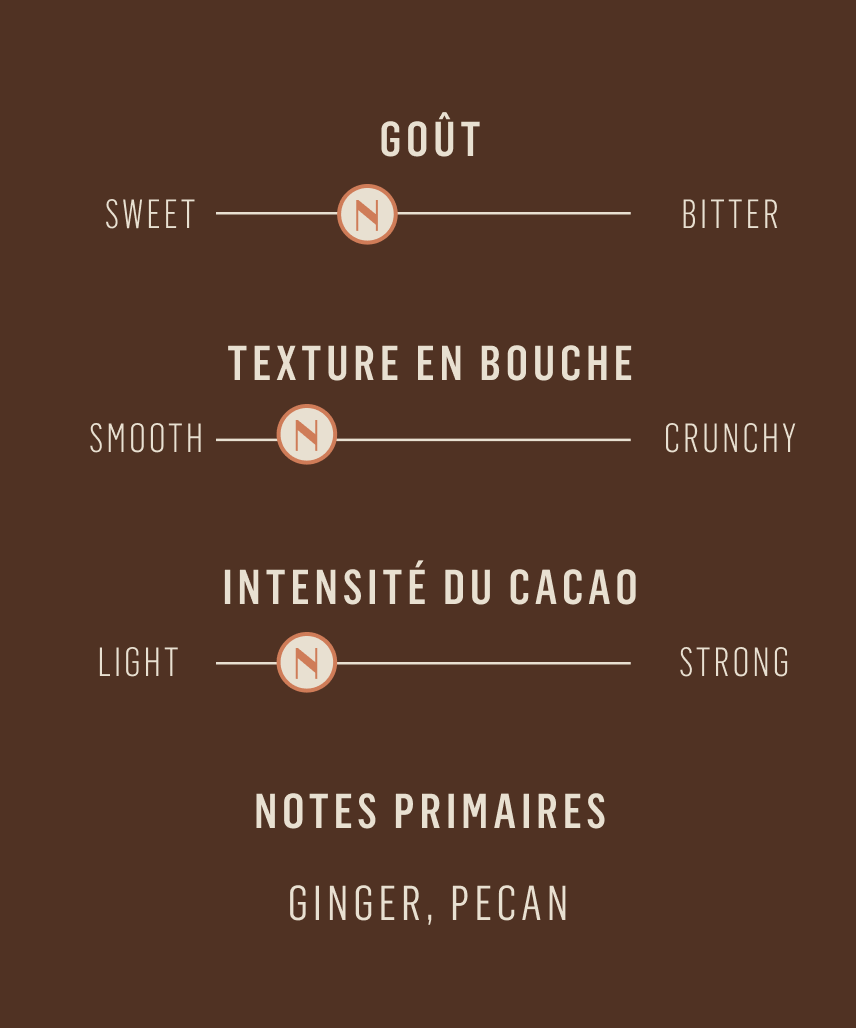 GOÛT
SWEET N BITTER
TEXTURE EN BOUCHE
SMOOTH N CRUNCHY
INTENSITÉ DU CACAO
LIGHT N STRONG
NOTES PRIMAIRES
GINGER, PECAN